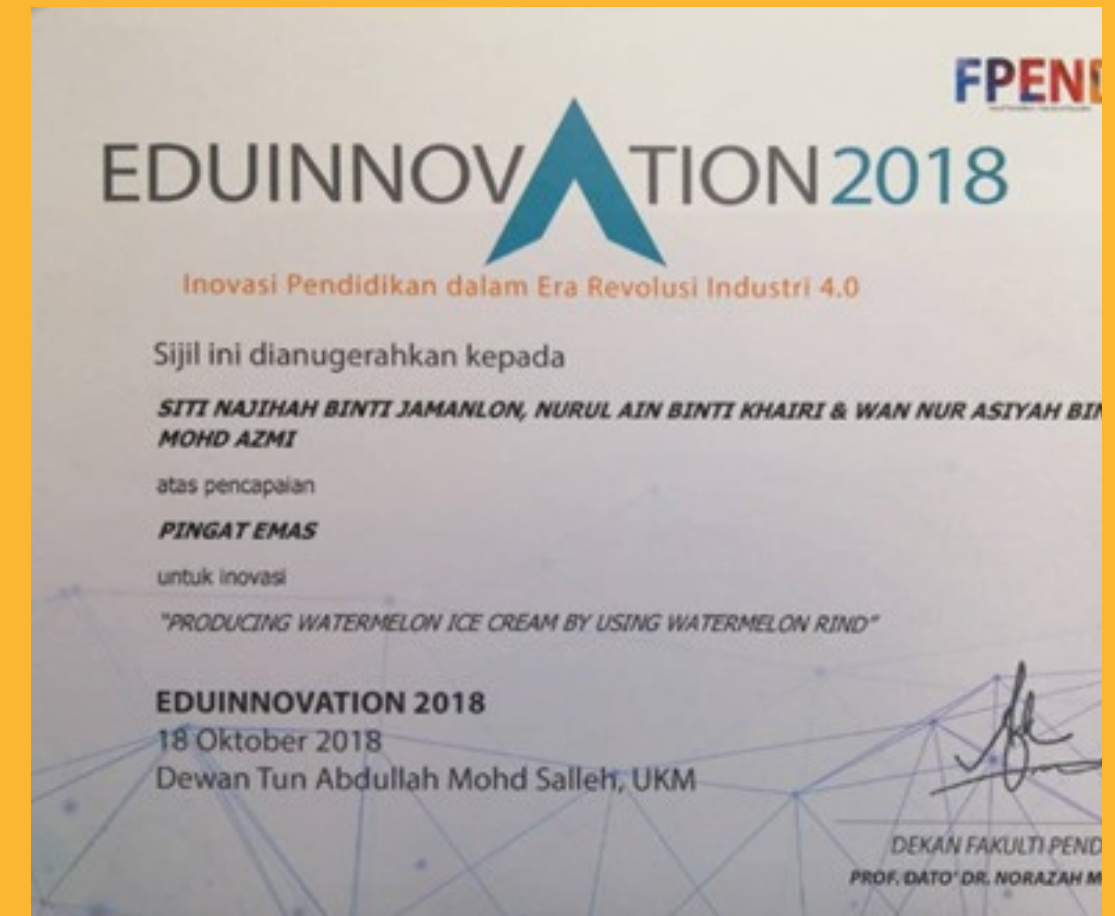 FPEND
EDUINNOVATION 2018
Inovasi Pendidikan dalam Era Revolusi Industri 4.0
Sijil ini dianugerahkan kepada
SITI NAJIHAH BINTI JAMANLON, NURUL AIN BINTI KHAIRI & WAN NUR ASIYAH BIN
MOHD AZMI
atas pencapaian
PINGAT EMAS
untuk inovasi
"PRODUCING WATERMELON ICE CREAM BY USING WATERMELON RIND"
EDUINNOVATION 2018
18 Oktober 2018
Dewan Tun Abdullah Mohd Salleh, UKM
DEKAN FAKULTI PEND
PROF. DATO' DR. NORAZAH M